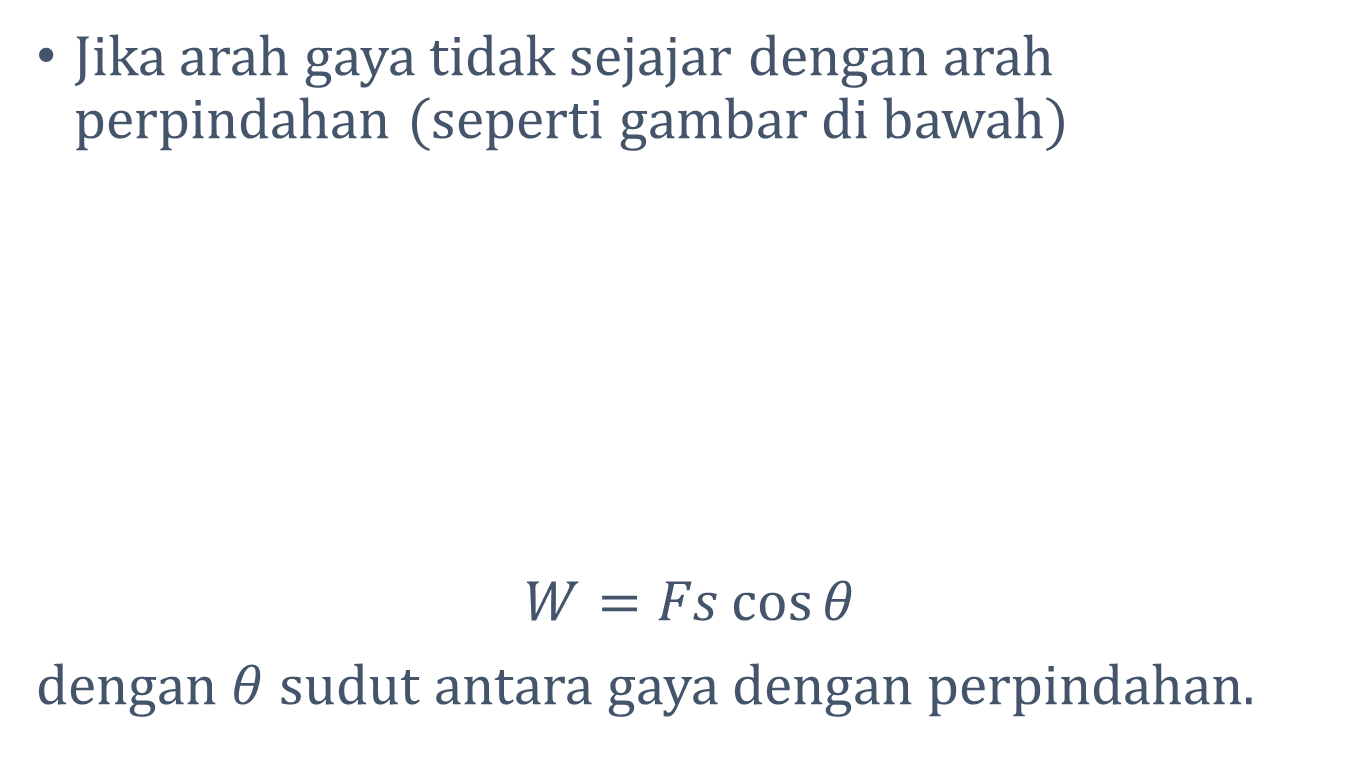 • Jika arah gaya tidak sejajar dengan arah
perpindahan (seperti gambar di bawah)
W = Fs cos θ
dengan θ sudut antara gaya dengan perpindahan.